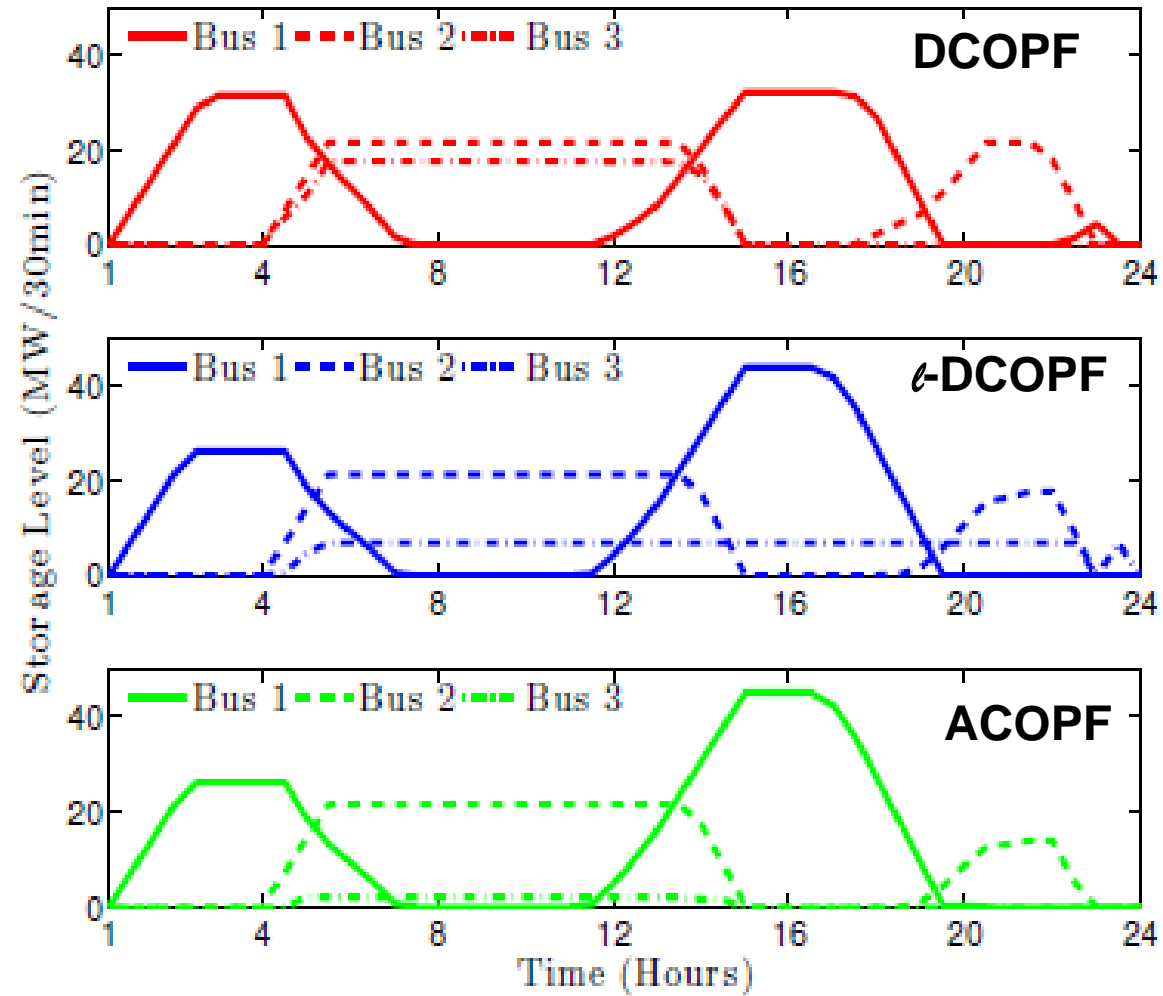 Storage Level (MW/30min)
Bus 1 Bus 2 Bus 3
DCOPF
40
20
0
1 4 8 12 16 20 24
Bus 1 Bus 2 Bus 3
ℓ-DCOPF
40
20
0
1 4 8 12 16 20 24
Bus 1 Bus 2 Bus 3
ACOPF
40
20
0
1 4 8 12 16 20 24
Time (Hours)